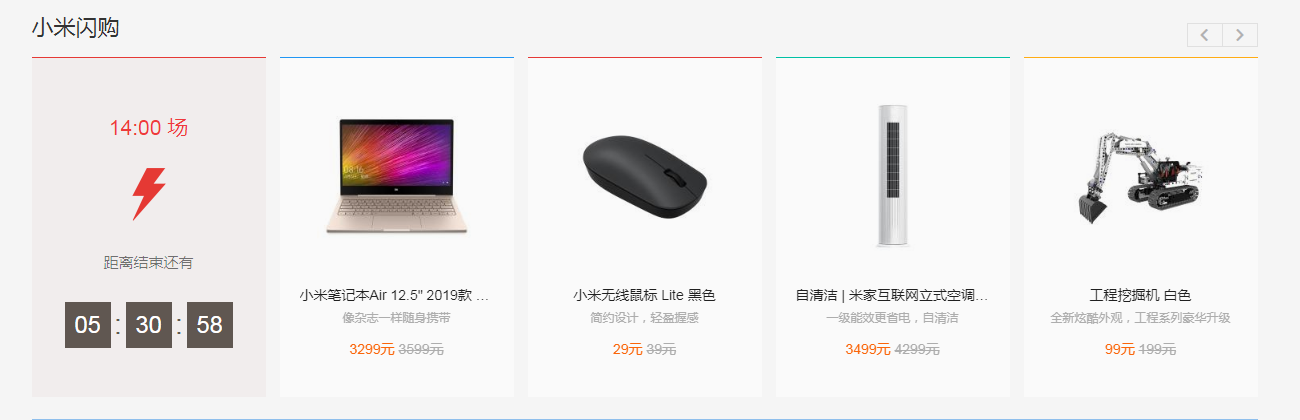 小米闪购
14:00 场
距离结束还有
05 : 30 : 58
小米笔记本Air 12.5" 2019款 ...
像杂志一样随身携带
3299元 3599元
小米无线鼠标 Lite 黑色
简约设计，轻盈握感
29元 39元
自清洁 | 米家互联网立式空调...
一级能效更省电，自清洁
3499元 4299元
工程挖掘机 白色
全新炫酷外观，工程系列豪华升级
99元 199元